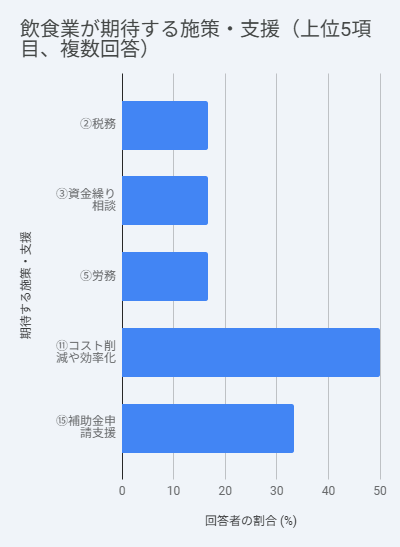 飲食業が期待する施策・支援（上位5項
目、複数回答）
②税務
③資金繰り
相談
⑤労務
⑪コスト削
減や効率化
⑮補助金申
請支援
期待する施策・支援
0 10 20 30 40 50
回答者の割合 (%)